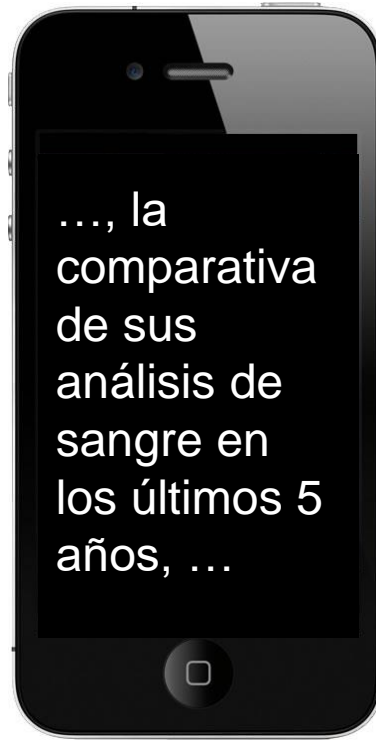 …, la
comparativa
de sus
análisis de
sangre en
los últimos 5
años, …